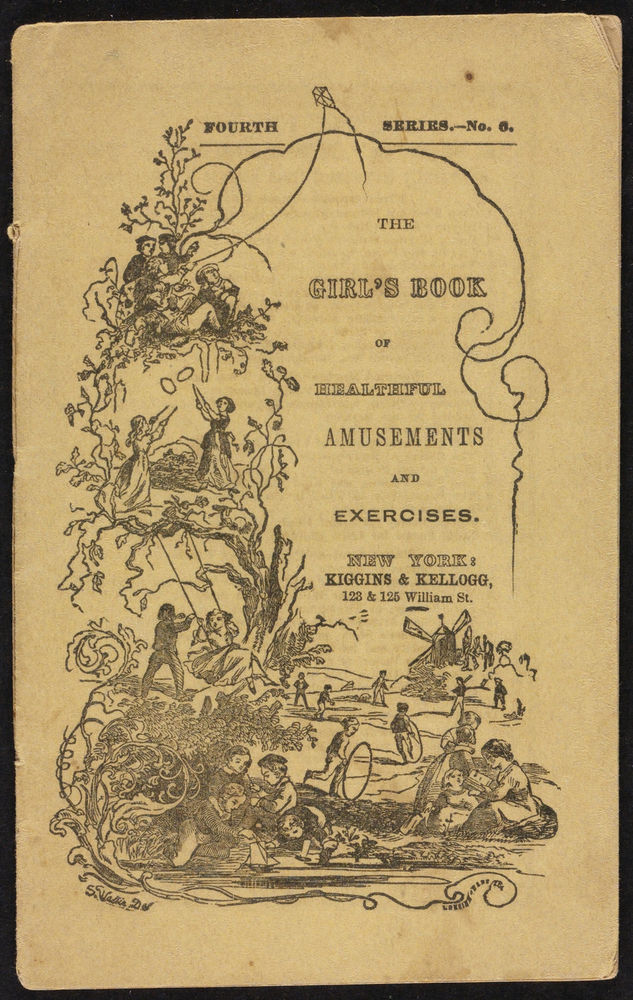 FOURTH SERIES.—No. 6.
THE
GIRL'S BOOK
OF
HEALTHFUL
AMUSEMENTS
AND
EXERCISES.
NEW YORK:
KIGGINS & KELLOGG,
123 & 125 William St.